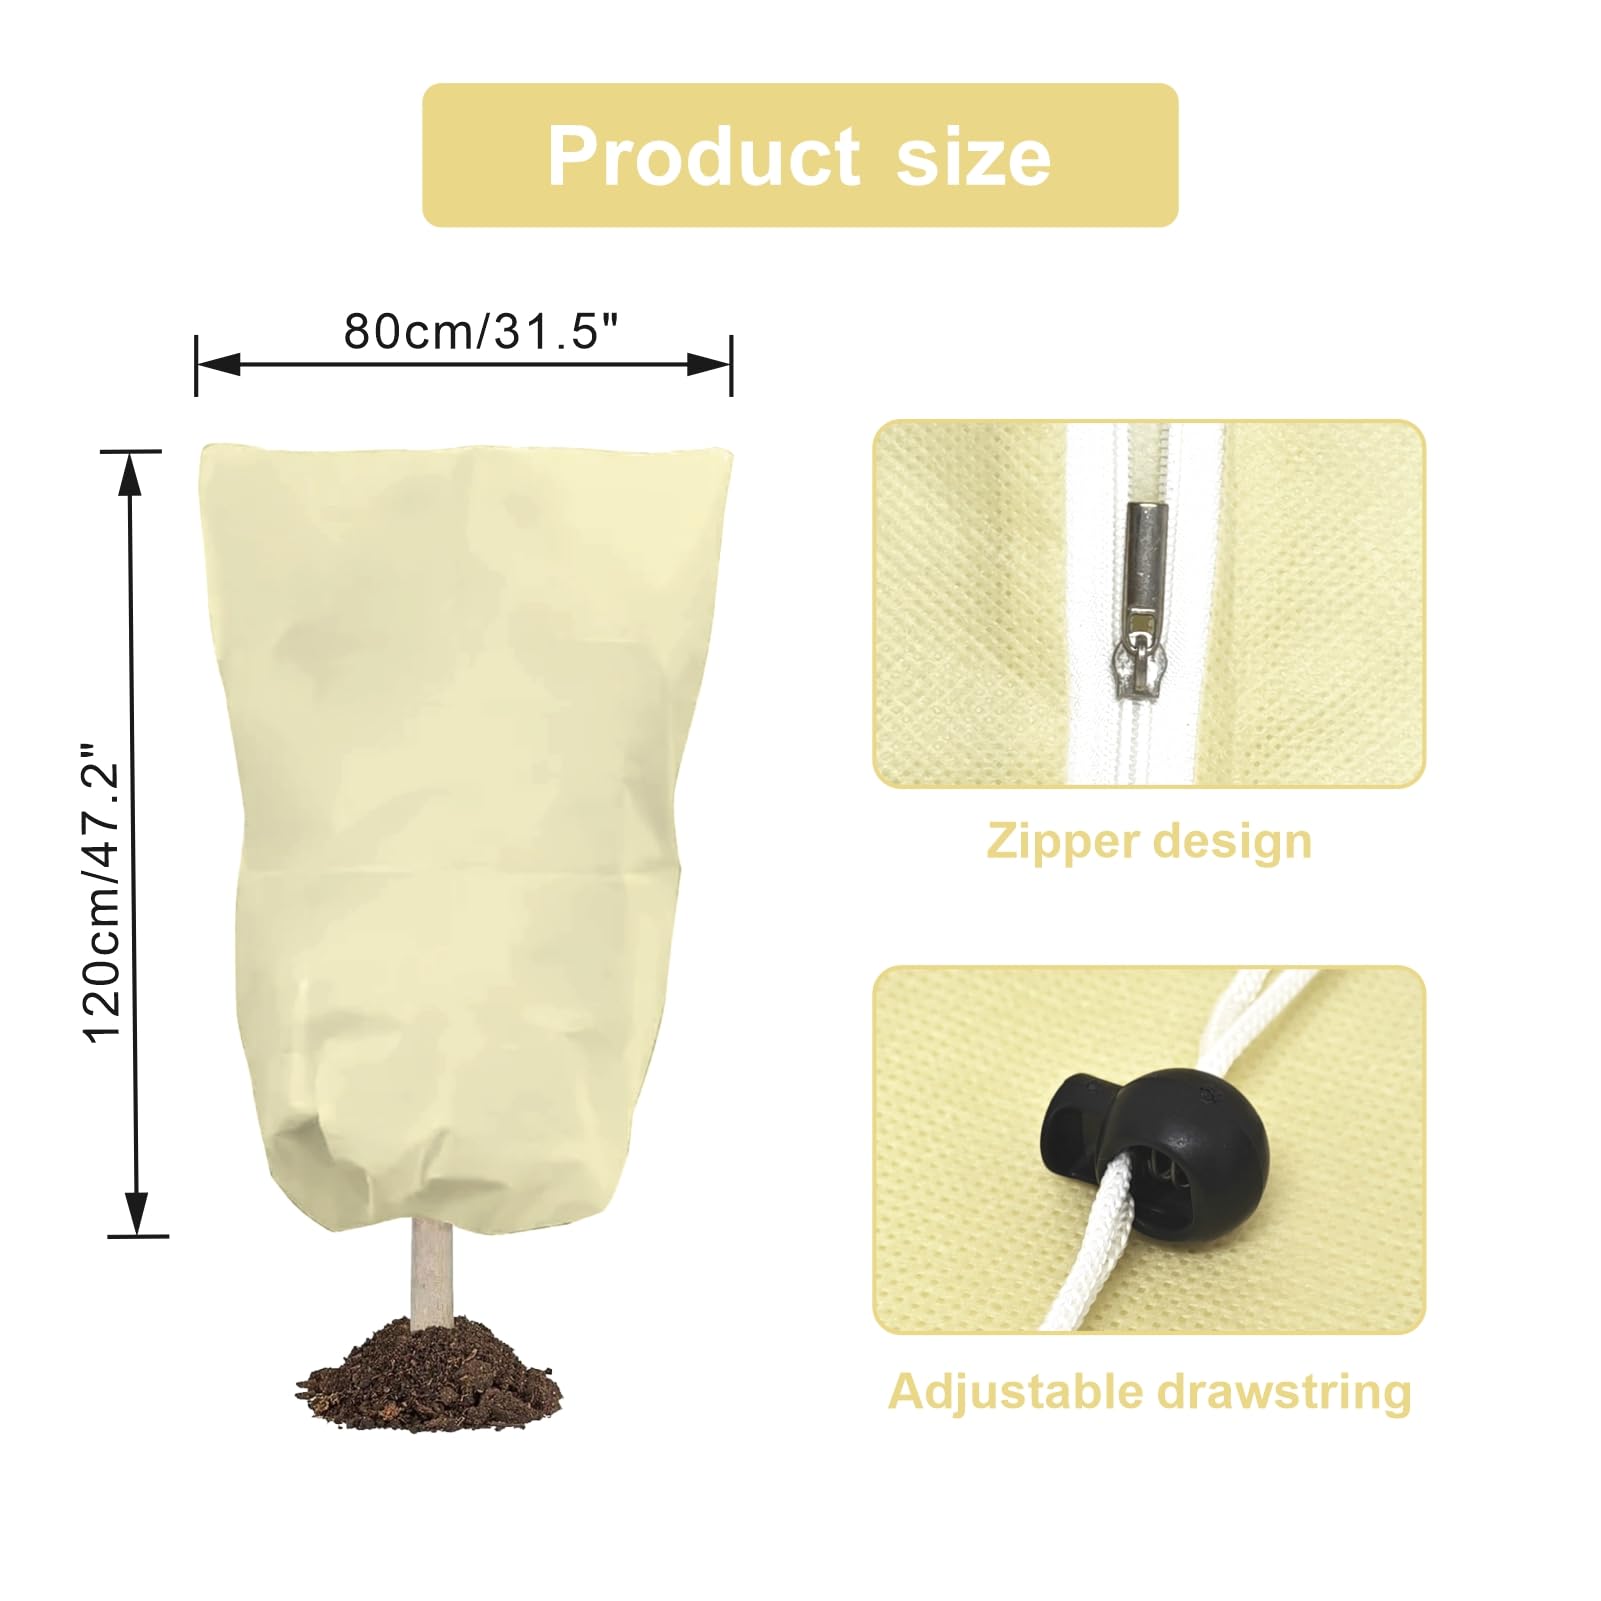 Product size
80cm/31.5"
120cm/47.2"
Zipper design
Adjustable drawstring